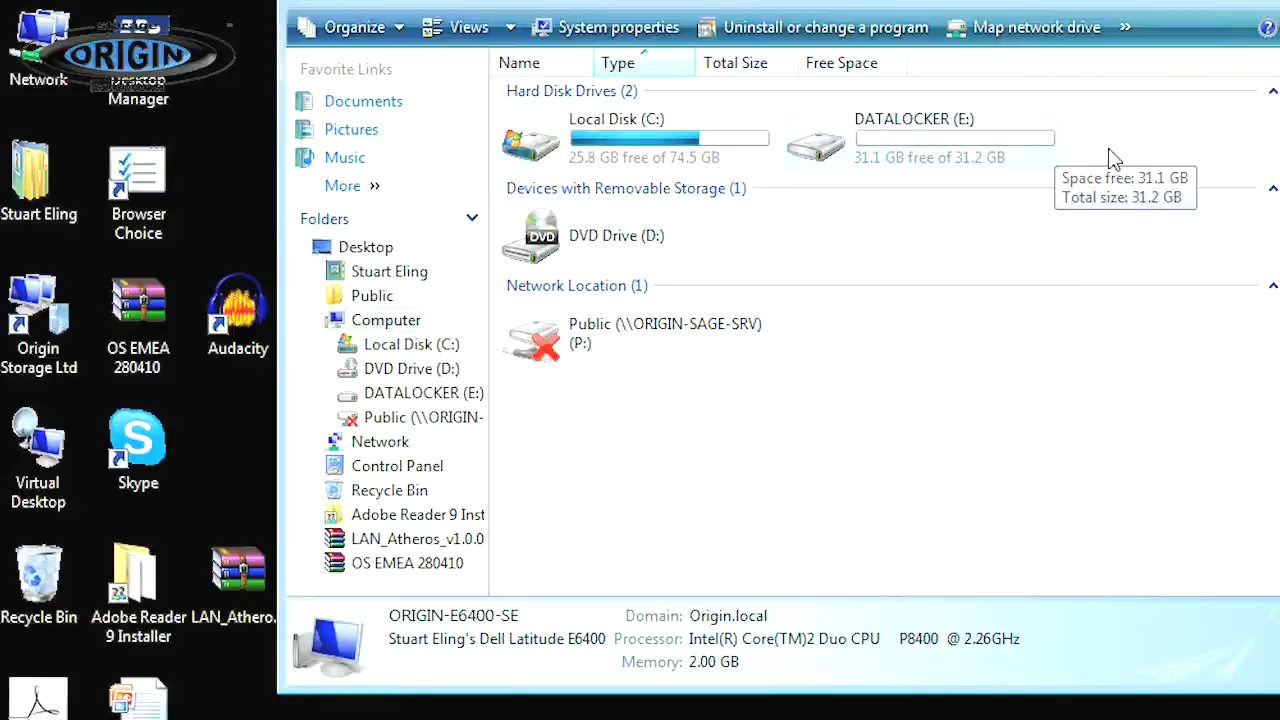 Organize
Views
System properties
Uninstall or change a program
Map network drive
»
storage
ORIGIN
solutions
Network
Desktop
Manager
Stuart Eling
Browser
Choice
Origin
Storage Ltd
OS EMEA
280410
Audacity
Virtual
Desktop
Skype
Recycle Bin
Adobe Reader
9 Installer
LAN_Athero...
Favorite Links
Documents
Pictures
Music
More »
Folders
Desktop
Stuart Eling
Public
Computer
Local Disk (C:)
DVD Drive (D:)
DATALOCKER (E:)
Public (\\ORIGIN-
Network
Control Panel
Recycle Bin
Adobe Reader 9 Inst
LAN_Atheros_v1.0.0
OS EMEA 280410
Name
Type
Total Size
Free Space
Hard Disk Drives (2)
Local Disk (C:)
25.8 GB free of 74.5 GB
DATALOCKER (E:)
31.1 GB free of 31.2 GB
Space free: 31.1 GB
Total size: 31.2 GB
Devices with Removable Storage (1)
DVD
DVD Drive (D:)
Network Location (1)
Public (\\ORIGIN-SAGE-SRV)
(P:)
ORIGIN-E6400-SE
Domain: Origin.local
Stuart Eling's Dell Latitude E6400
Processor: Intel(R) Core(TM)2 Duo CPU P8400 @ 2.26GHz
Memory: 2.00 GB